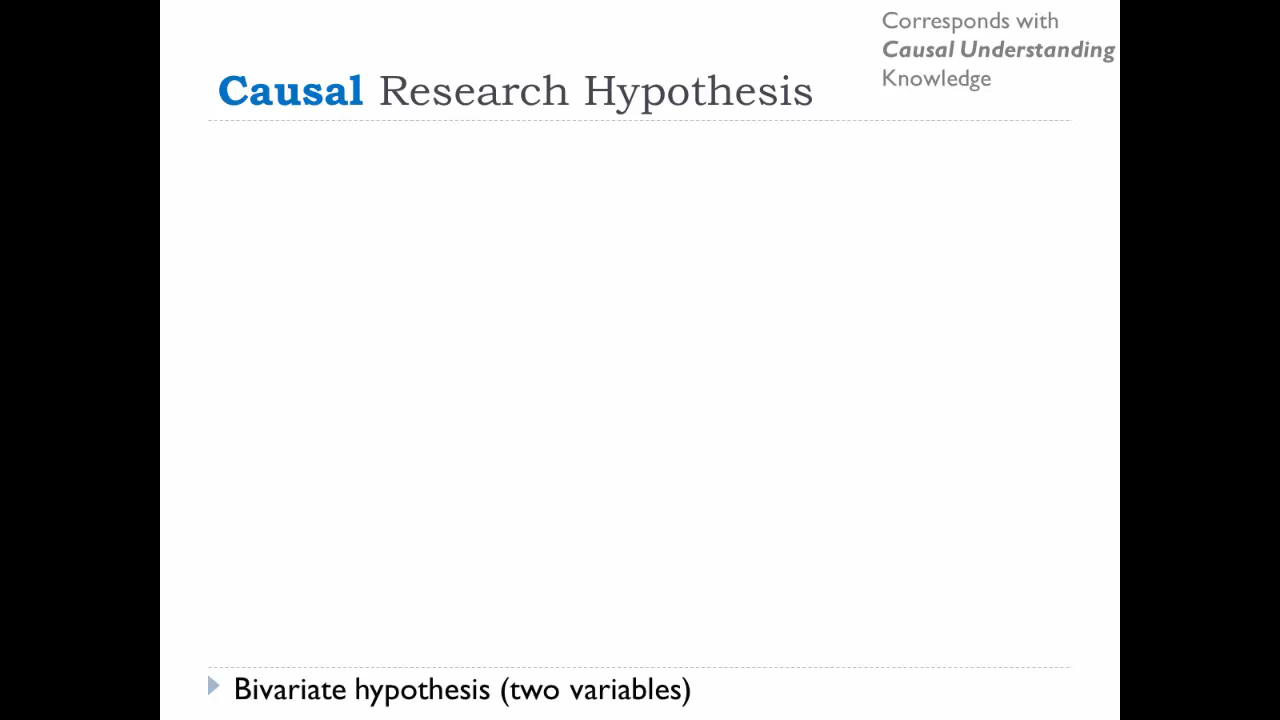 Corresponds with
Causal Understanding
Knowledge
Causal Research Hypothesis
Bivariate hypothesis (two variables)